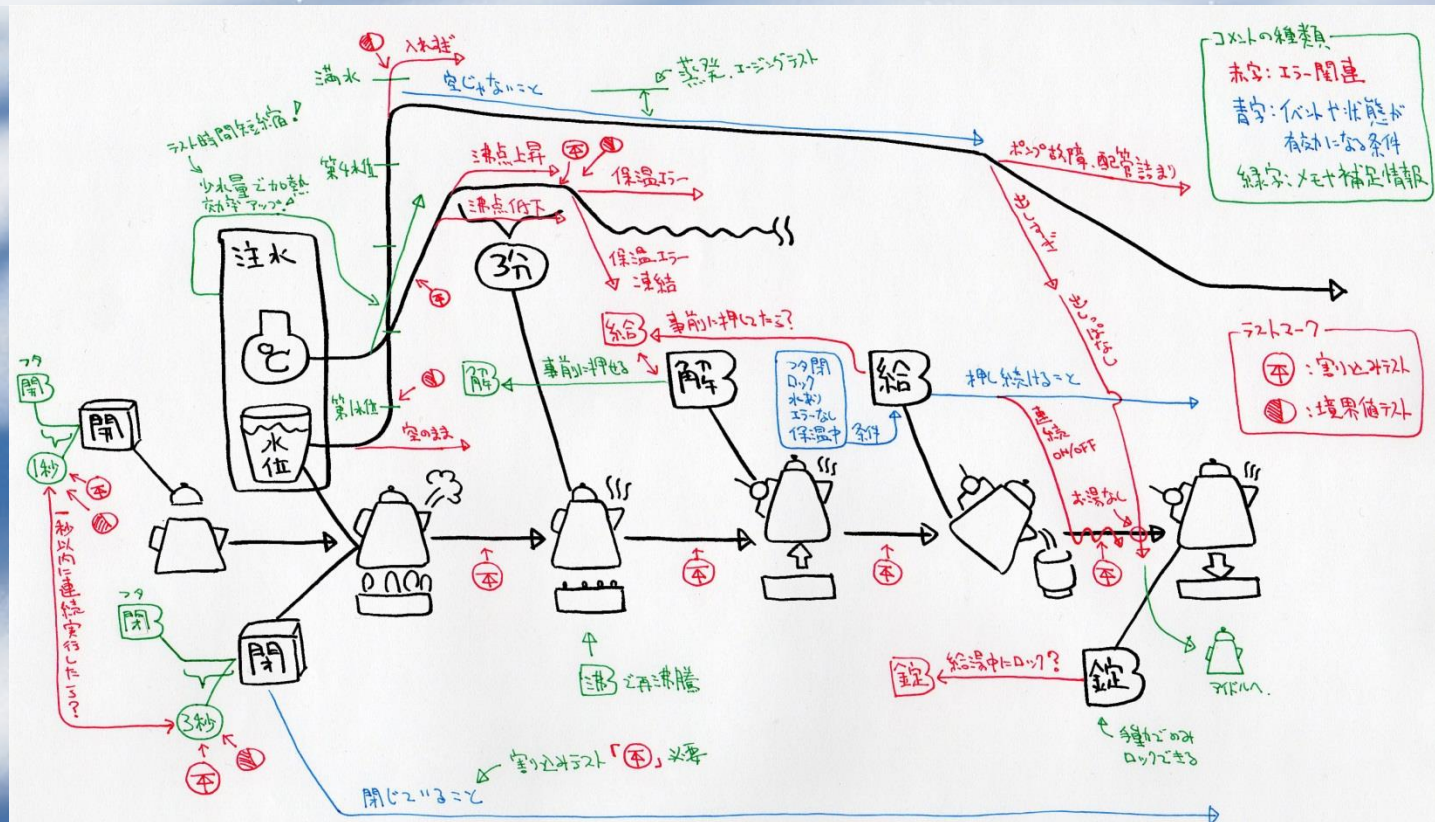 コメントの種類
赤字:エラー関連
青字:イベントや状態が
有効になる条件
緑字:メモや補足情報
入れ過ぎ
満水
空じゃないこと
蒸発、エージングテスト
テスト時間短縮!
少水量で加熱
効率アップ!
第4水位
沸点上昇
保温エラー
沸点低下
ポンプ故障、配管詰まり
出しすぎ
出しっぱなし
注水
℃
3分
保温エラー
凍結
テストマーク
:割り込みテスト
:境界値テスト
給
事前に押してたら?
解
事前に押せる
解
フタ閉
ロック
水あり
エラーなし
保温中
条件
給
押し続けること
連続
ON/OFF
お湯なし
フタ
開
開
1秒
第1水位
空のまま
水位
一秒以内に連続実行したら?
フタ
閉
閉
3秒
沸
で再沸騰
錠
給湯中にロック?
錠
アイドルへ
手動でのみ
ロックできる
割り込みテスト「
」必要
閉じていること